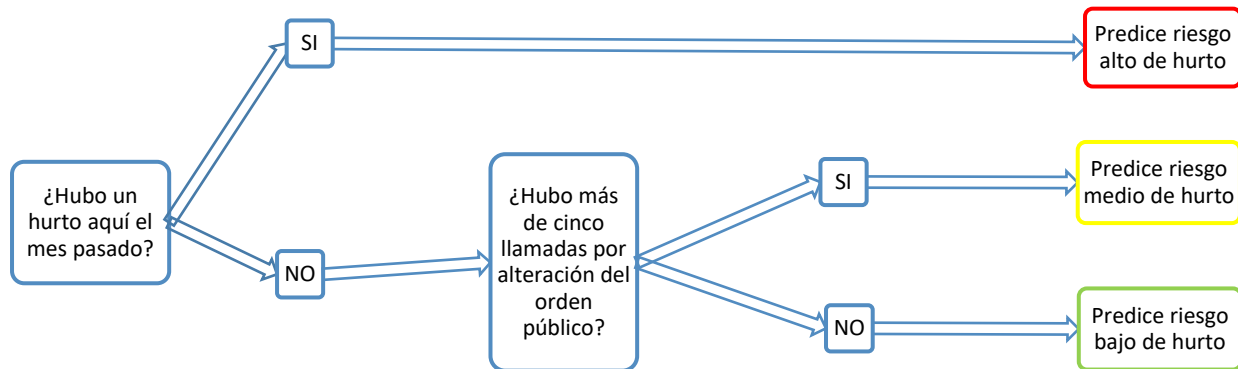 SI
Predice riesgo
alto de hurto
¿Hubo un
hurto aquí el
mes pasado?
NO
¿Hubo más
de cinco
llamadas por
alteración del
orden
público?
SI
Predice riesgo
medio de hurto
NO
Predice riesgo
bajo de hurto